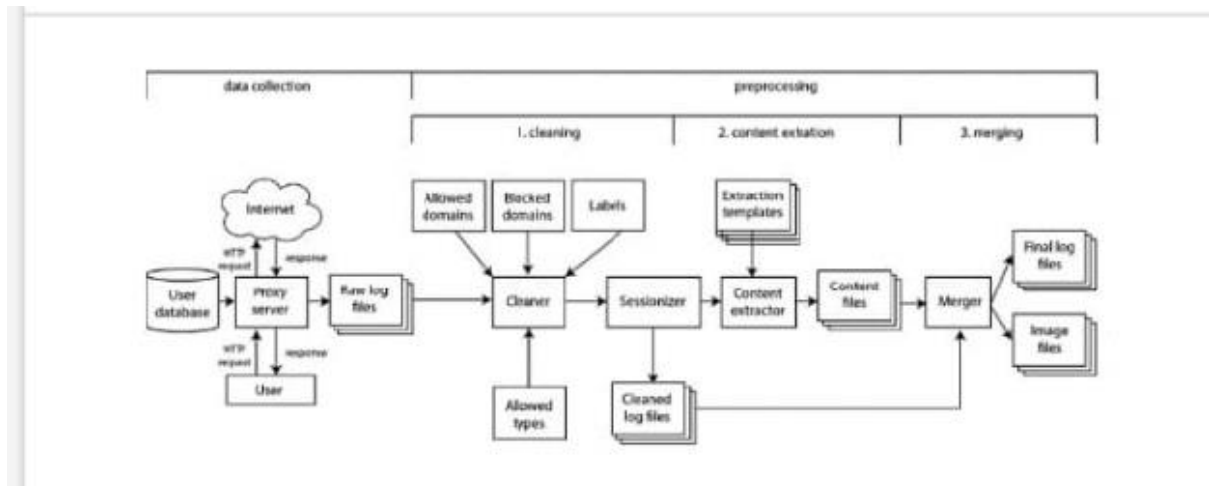 data collection
preprocessing
1. cleaning
2. content extration
3. merging
Internet
Allowed
domains
Blocked
domains
Labels
Extraction
templates
HTTP
request
response
User
database
Proxy
server
Raw log
files
Cleaner
Sessionizer
Content
extractor
Content
files
Merger
Final log
files
Image
files
HTTP
request
response
User
Allowed
types
Cleaned
log files